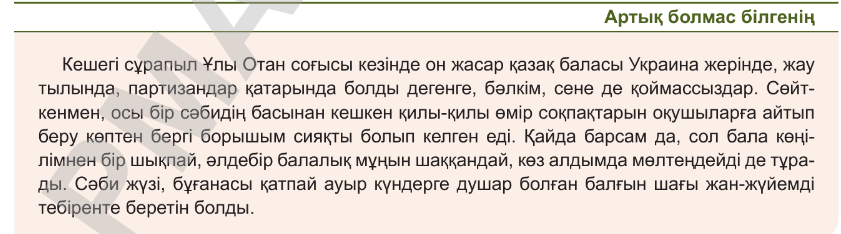 Артық болмас білгенің
Кешегі сұрапыл Ұлы Отан соғысы кезінде он жасар қазақ баласы Украина жерінде, жау
тылында, партизандар қатарында болды дегенге, бәлкім, сене де қоймассыздар. Сөйт-
кенмен, осы бір сәбидің басынан кешкен қилы-қилы өмір соқпақтарын оқушыларға айтып
беру көптен бергі борышым сияқты болып келген еді. Қайда барсам да, сол бала көңі-
лімнен бір шықпай, әлдебір балалық мұңын шаққандай, көз алдымда мөлтеңдейді де тұра-
ды. Сәби жүзі, бұғанасы қатпай ауыр күндерге душар болған балғын шағы жан-жүйемді
тебіренте беретін болды.